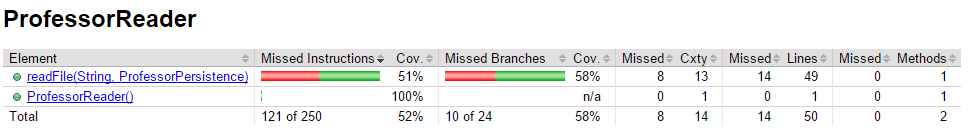 ProfessorReader
Element Missed Instructions Cov. Missed Branches Cov. Missed Cxty Missed Lines Missed Methods
readFile(String, ProfessorPersistence) 51% 58% 8 13 14 49 0 1
ProfessorReader() 100% n/a 0 1 0 1 0 1
Total 121 of 250 52% 10 of 24 58% 8 14 14 50 0 2